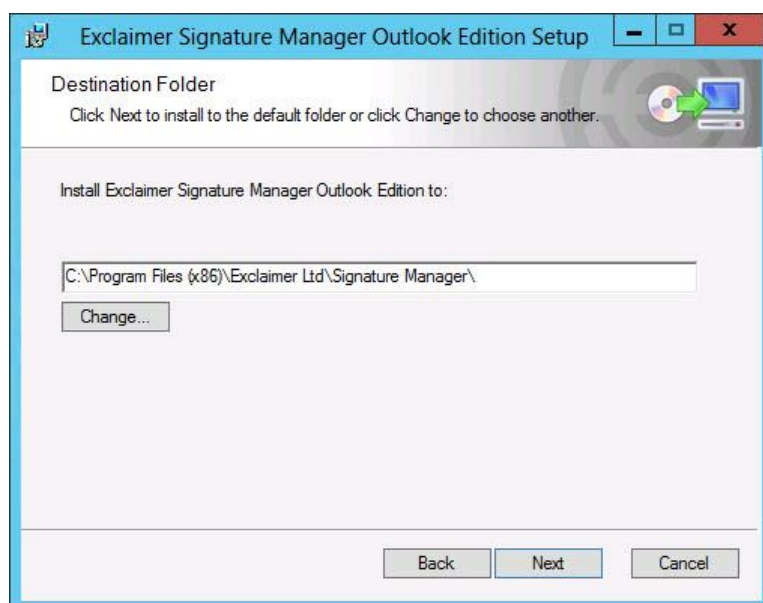 Exclaimer Signature Manager Outlook Edition Setup
Destination Folder
Click Next to install to the default folder or click Change to choose another.
Install Exclaimer Signature Manager Outlook Edition to:
C:\Program Files (x86)\Exclaimer Ltd\Signature Manager\
Change...
Back Next Cancel